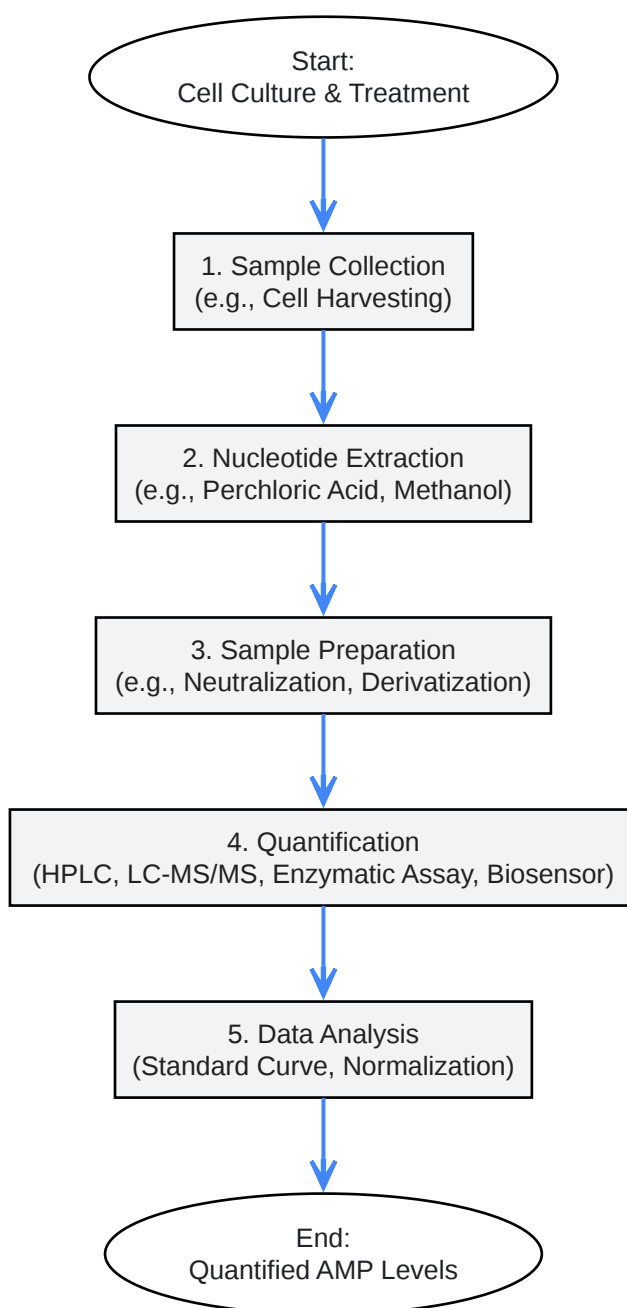 Start:
Cell Culture & Treatment
1. Sample Collection
(e.g., Cell Harvesting)
2. Nucleotide Extraction
(e.g., Perchloric Acid, Methanol)
3. Sample Preparation
(e.g., Neutralization, Derivatization)
4. Quantification
(HPLC, LC-MS/MS, Enzymatic Assay, Biosensor)
5. Data Analysis
(Standard Curve, Normalization)
End:
Quantified AMP Levels